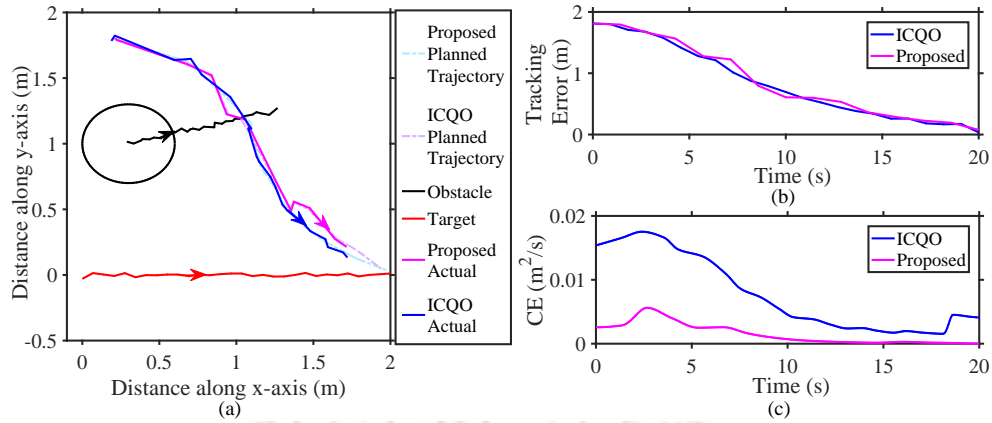 2
1.5
1
0.5
0
-0.5
Distance along y-axis (m)
0
0.5
1
1.5
2
Distance along x-axis (m)
(a)
Proposed
Planned
Trajectory
ICQO
Planned
Trajectory
Obstacle
Target
Proposed
Actual
ICQO
Actual
2
1
0
Tracking
Error (m)
ICQO
Proposed
0
5
10
15
20
Time (s)
(b)
0.02
0.01
0
CE (m²/s)
ICQO
Proposed
0
5
10
15
20
Time (s)
(c)